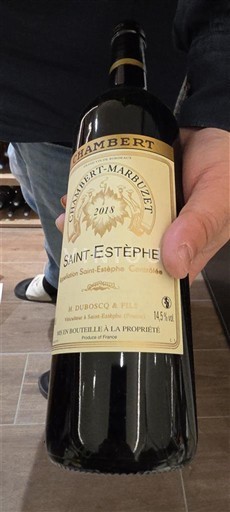 CHAMBERT
CHAMBERT-MARBUZET
2018
SAINT-ESTÈPHE
Appellation Saint-Estèphe Contrôlée
H. DUBOSCQ & FILS
MIS EN BOUTEILLE À LA PROPRIÉTÉ
Produce of France
14,5% vol